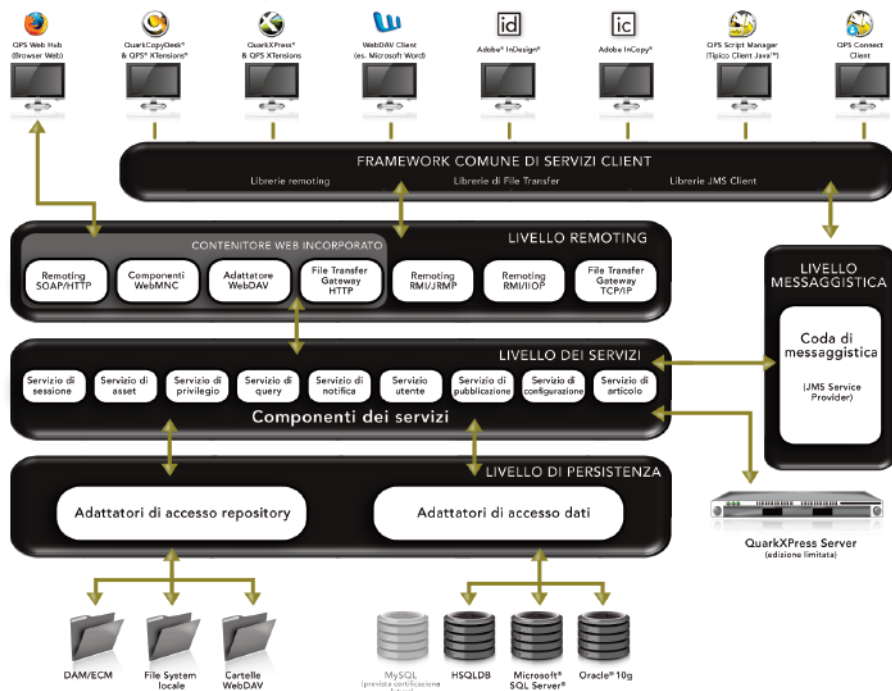 id
ic
QPS Web Hub
(Browser Web)
QuarkCopyDesk®
& QPS® XTensions®
QuarkXPress®
& QPS XTensions
WebDAV Client
(es. Microsoft Word)
Adobe® InDesign®
Adobe InCopy®
QPS Script Manager
(Tipico Client Java™)
QPS Connect
Client
FRAMEWORK COMUNE DI SERVIZI CLIENT
Librerie remoting
Librerie di File Transfer
Librerie JMS Client
LIVELLO REMOTING
CONTENITORE WEB INCORPORATO
Remoting
SOAP/HTTP
Componenti
WebMNC
Adattatore
WebDAV
File Transfer
Gateway
HTTP
Remoting
RMI/JRMP
Remoting
RMI/IIOP
File Transfer
Gateway
TCP/IP
LIVELLO
MESSAGGISTICA
Coda di
messaggistica
(JMS Service
Provider)
LIVELLO DEI SERVIZI
Servizio di
sessione
Servizio di
asset
Servizio di
privilegio
Servizio di
query
Servizio di
notifica
Servizio
utente
Servizio di
pubblicazione
Servizio di
configurazione
Servizio di
articolo
Componenti dei servizi
LIVELLO DI PERSISTENZA
Adattatori di accesso repository
Adattatori di accesso dati
QuarkXPress Server
(edizione limitata)
DAM/ECM
File System
locale
Cartelle
WebDAV
MySQL
(prevista certificazione
HSQLDB
Microsoft®
SQL Server®
Oracle® 10g